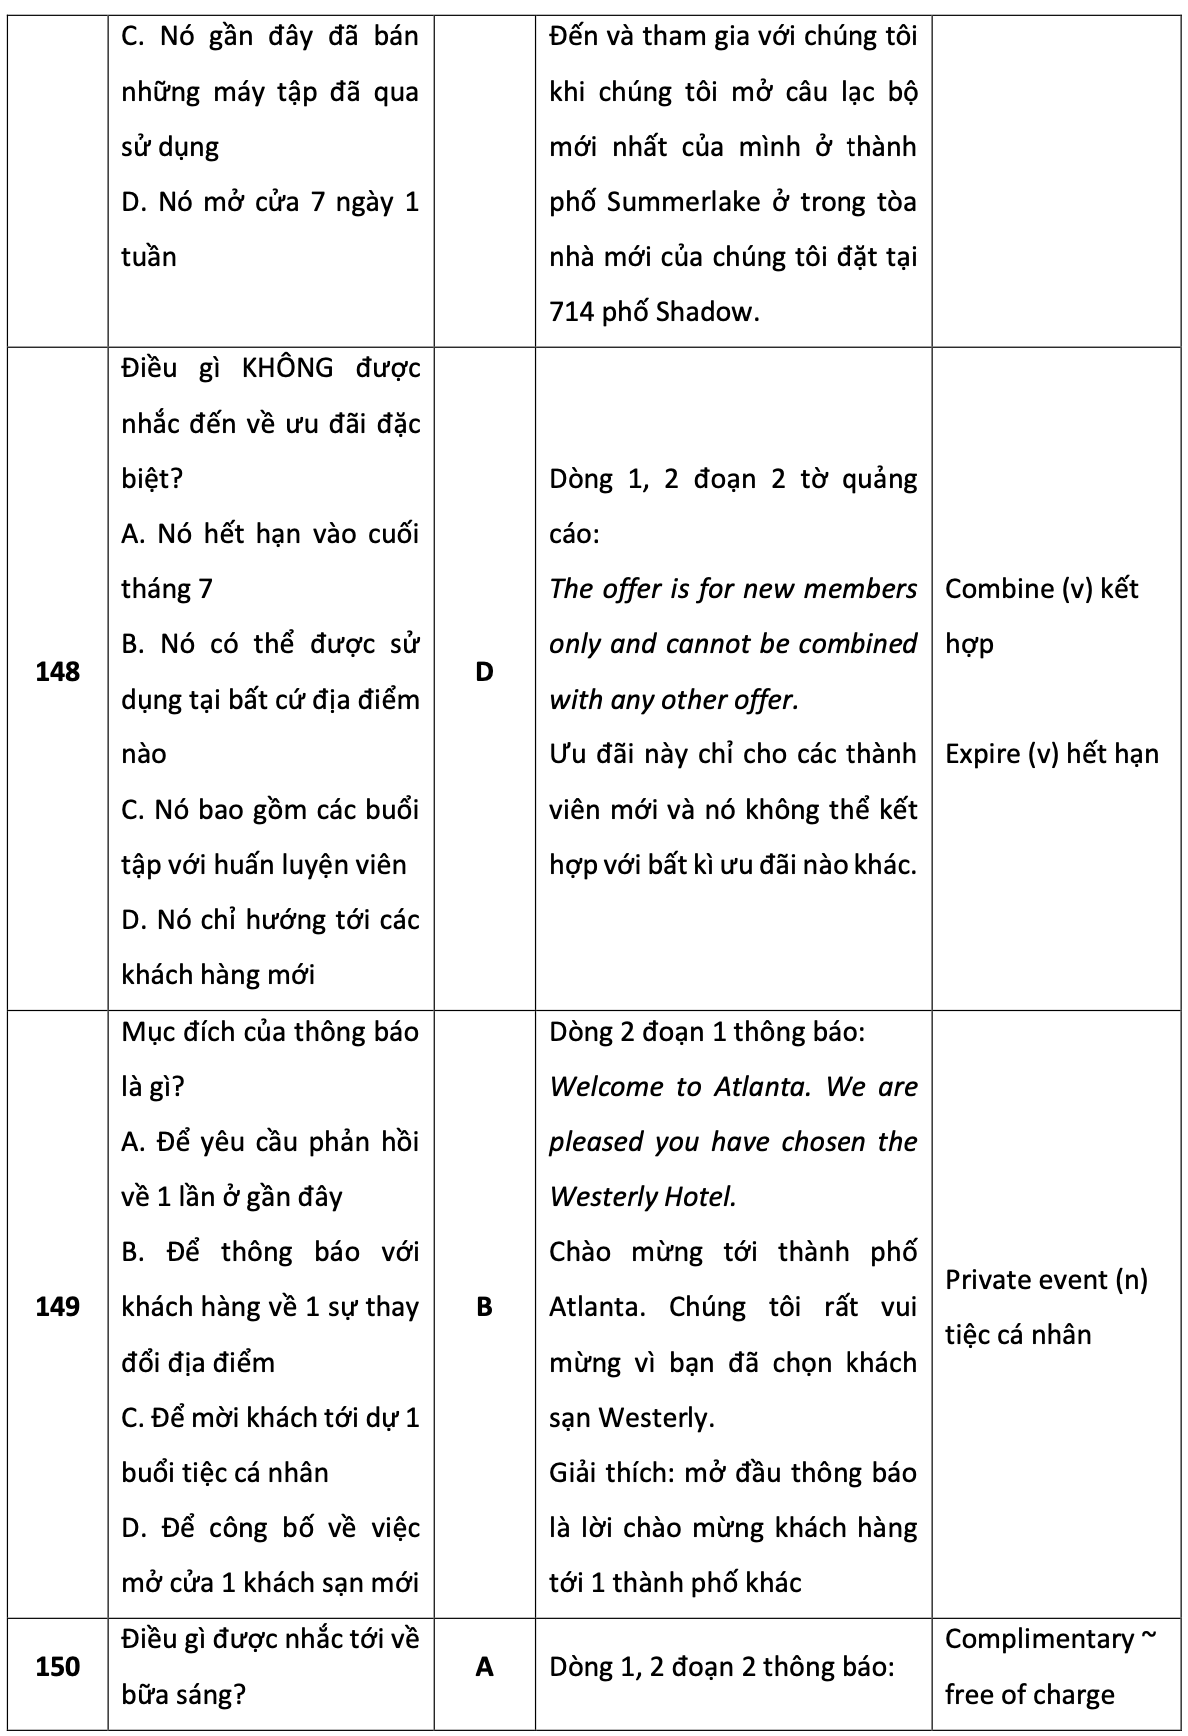 C. Nó gần đây đã bán
những máy tập đã qua
sử dụng
D. Nó mở cửa 7 ngày 1
tuần
Đến và tham gia với chúng tôi
khi chúng tôi mở câu lạc bộ
mới nhất của mình ở thành
phố Summerlake ở trong tòa
nhà mới của chúng tôi đặt tại
714 phố Shadow.
148
Điều gì KHÔNG được
nhắc đến về ưu đãi đặc
biệt?
A. Nó hết hạn vào cuối
tháng 7
B. Nó có thể được sử
dụng tại bất cứ địa điểm
nào
C. Nó bao gồm các buổi
tập với huấn luyện viên
D. Nó chỉ hướng tới các
khách hàng mới
D
Dòng 1, 2 đoạn 2 tờ quảng
cáo:
The offer is for new members
only and cannot be combined
with any other offer.
Ưu đãi này chỉ cho các thành
viên mới và nó không thể kết
hợp với bất kì ưu đãi nào khác.
Combine (v) kết
hợp
Expire (v) hết hạn
149
Mục đích của thông báo
là gì?
A. Để yêu cầu phản hồi
về 1 lần ở gần đây
B. Để thông báo với
khách hàng về 1 sự thay
đổi địa điểm
C. Để mời khách tới dự 1
buổi tiệc cá nhân
D. Để công bố về việc
mở cửa 1 khách sạn mới
B
Dòng 2 đoạn 1 thông báo:
Welcome to Atlanta. We are
pleased you have chosen the
Westerly Hotel.
Chào mừng tới thành phố
Atlanta. Chúng tôi rất vui
mừng vì bạn đã chọn khách
sạn Westerly.
Giải thích: mở đầu thông báo
là lời chào mừng khách hàng
tới 1 thành phố khác
Private event (n)
tiệc cá nhân
150
Điều gì được nhắc tới về
bữa sáng?
A
Dòng 1, 2 đoạn 2 thông báo:
Complimentary ~
free of charge